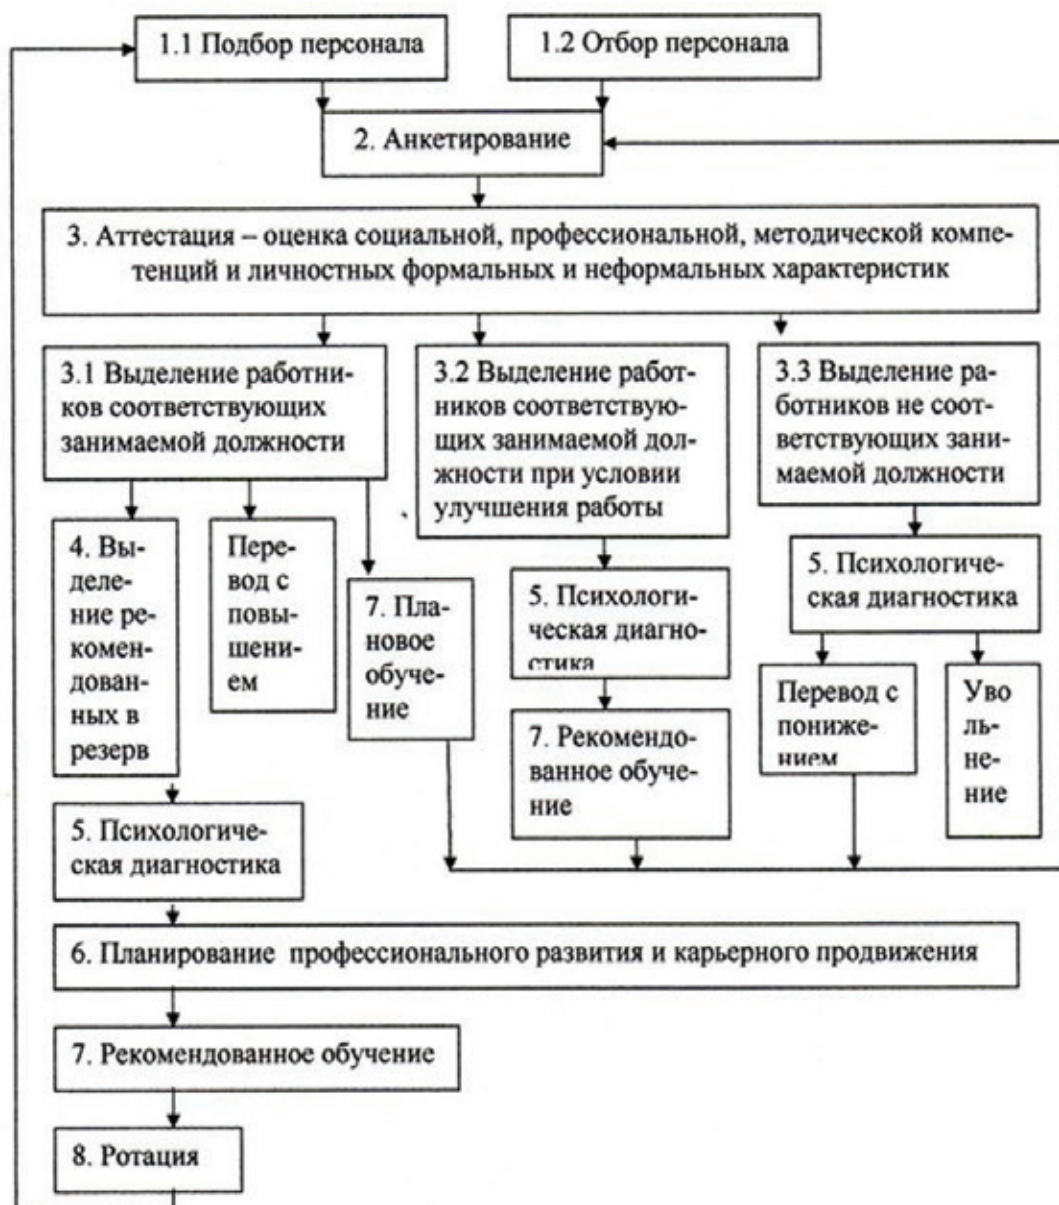 1.1 Подбор персонала
1.2 Отбор персонала
2. Анкетирование
3. Аттестация – оценка социальной, профессиональной, методической компе-
тенций и личностных формальных и неформальных характеристик
3.1 Выделение работни-
ков соответствующих
занимаемой должности
3.2 Выделение работ-
ников соответствую-
щих занимаемой дол-
жности при условии
улучшения работы
3.3 Выделение ра-
ботников не соот-
ветствующих зани-
маемой должности
4. Вы-
деле-
ние ре-
комен-
дован-
ных в
резерв
Пере-
вод с
повы-
шени-
ем
7. Пла-
новое
обуче-
ние
5. Психологи-
ческая диагно-
стика
7. Рекомендо-
ванное обуче-
ние
5. Психологиче-
ская диагностика
Перевод с
пониже-
нием
Уво
ль-
не-
ние
5. Психологиче-
ская диагностика
6. Планирование профессионального развития и карьерного продвижения
7. Рекомендованное обучение
8. Ротация